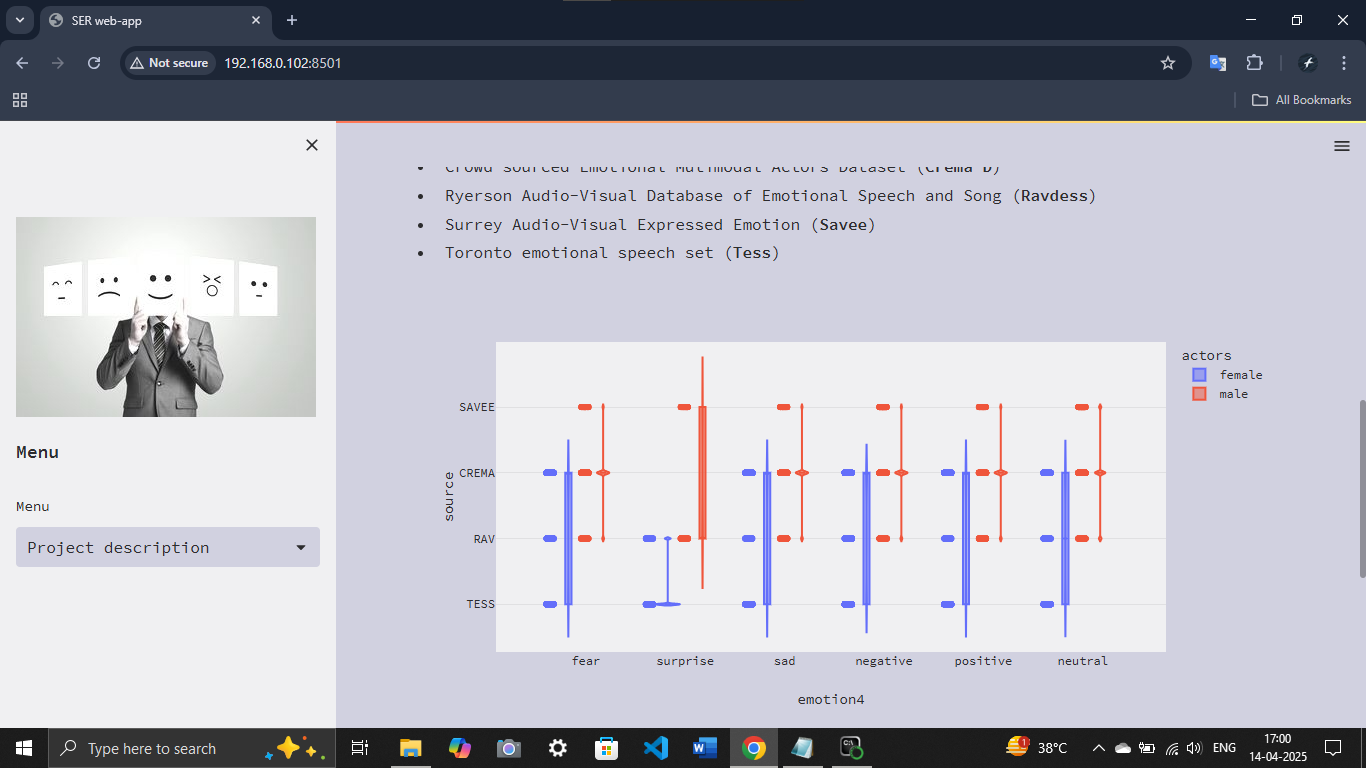 SER web-app
Not secure
192.168.0.102:8501
All Bookmarks
Crowd sourced Emotional Multimodal Actors Dataset (Crema D)
Ryerson Audio-Visual Database of Emotional Speech and Song (Ravdess)
Surrey Audio-Visual Expressed Emotion (Savee)
Toronto emotional speech set (Tess)
Menu
Menu
Project description
actors
female
male
source
SAVEE
CREMA
RAV
TESS
fear surprise sad negative positive neutral
emotion4
Type here to search
1
38°C
ENG
17:00
14-04-2025